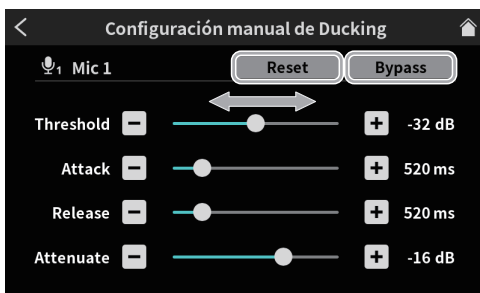 Configuración manual de Ducking
1 Mic 1 Reset Bypass
Threshold - + -32 dB
Attack - + 520 ms
Release - + 520 ms
Attenuate - + -16 dB